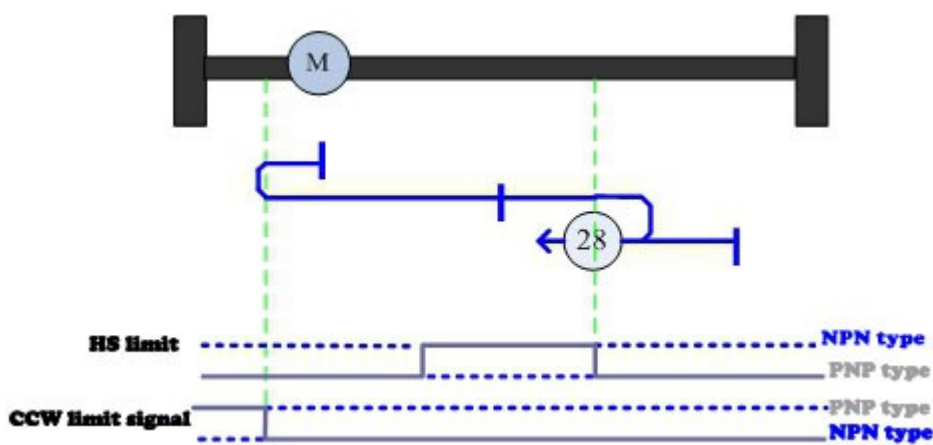 M
28
HS limit
NPN type
PNP type
CCW limit signal
PNP type
NPN type